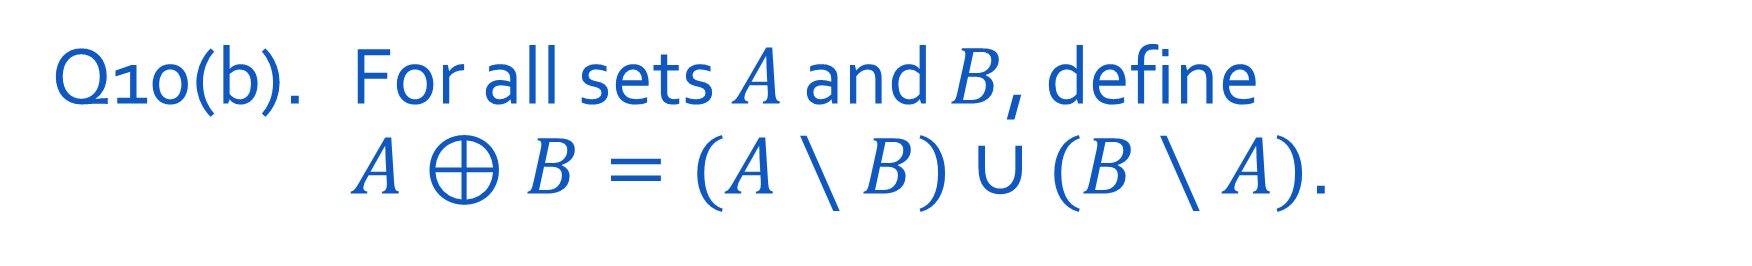 Q10(b). For all sets 𝐴 and 𝐵, define
𝐴 ⊕ 𝐵 = (𝐴 ∖ 𝐵) ∪ (𝐵 ∖ 𝐴).